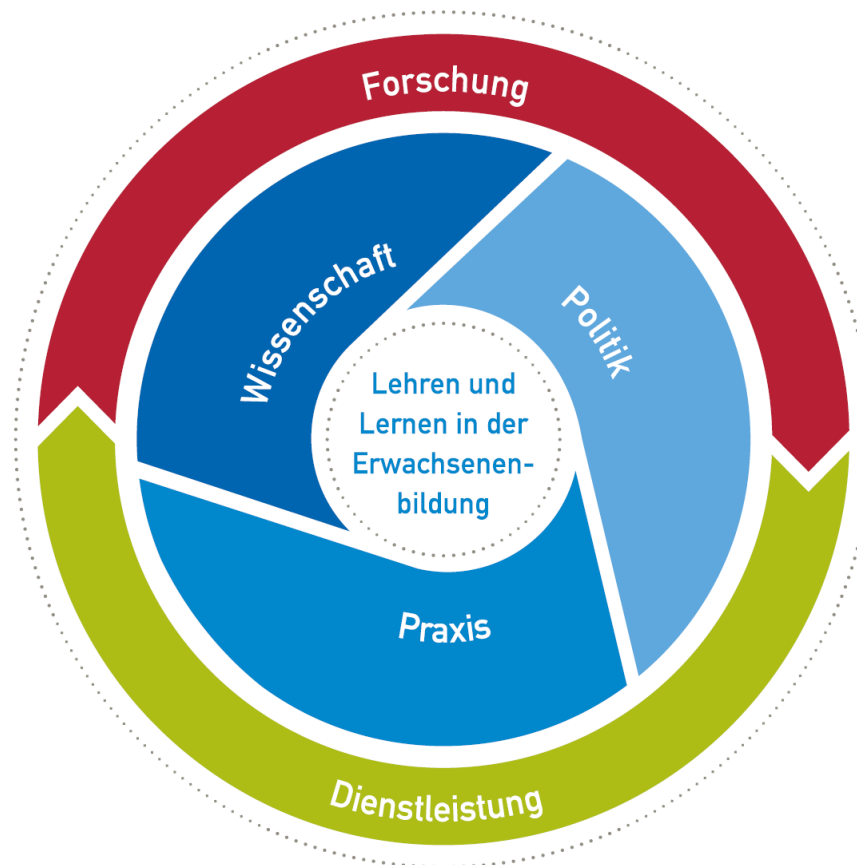 Forschung
Wissenschaft
Politik
Lehren und
Lernen in der
Erwachsenen-
bildung
Praxis
Dienstleistung